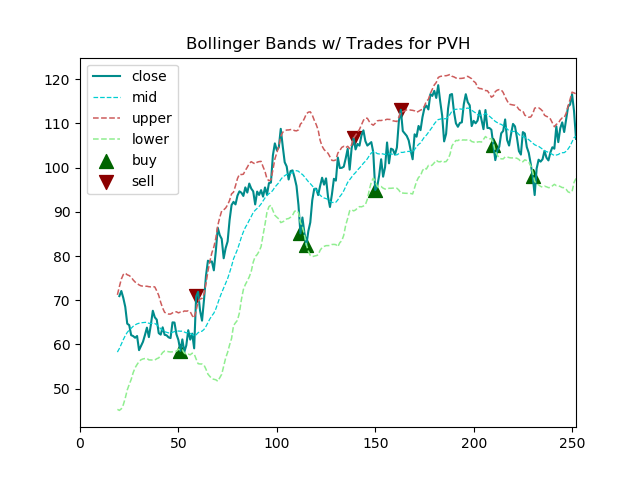 Bollinger Bands w/ Trades for PVH
close
mid
upper
lower
buy
sell
120
110
100
90
80
70
60
50
0 50 100 150 200 250